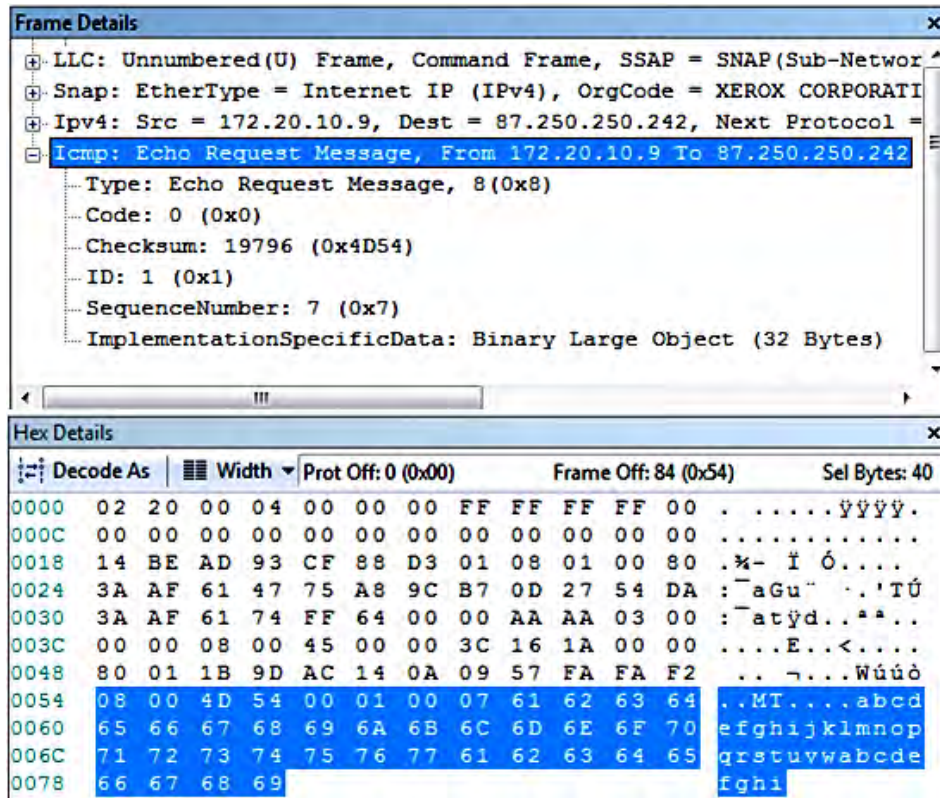 Frame Details
LLC: Unnumbered(U) Frame, Command Frame, SSAP = SNAP(Sub-Networ
Snap: EtherType = Internet IP (IPv4), OrgCode = XEROX CORPORATI
Ipv4: Src = 172.20.10.9, Dest = 87.250.250.242, Next Protocol =
Icmp: Echo Request Message, From 172.20.10.9 To 87.250.250.242
Type: Echo Request Message, 8(0x8)
Code: 0 (0x0)
Checksum: 19796 (0x4D54)
ID: 1 (0x1)
SequenceNumber: 7 (0x7)
ImplementationSpecificData: Binary Large Object (32 Bytes)
Hex Details
Decode As Width Prot Off: 0 (0x00) Frame Off: 84 (0x54) Sel Bytes: 40
0000 02 20 00 04 00 00 00 FF FF FF FF 00 . .....ÿÿÿÿ.
000C 00 00 00 00 00 00 00 00 00 00 00 00 ............
0018 14 BE AD 93 CF 88 D3 01 08 01 00 80 .¾- Ï Ó....
0024 3A AF 61 47 75 A8 9C B7 0D 27 54 DA :¯aGu¨ ·.'TÚ
0030 3A AF 61 74 FF 64 00 00 AA AA 03 00 :¯atÿd..ªª..
003C 00 00 08 00 45 00 00 3C 16 1A 00 00 ....E..<....
0048 80 01 1B 9D AC 14 0A 09 57 FA FA F2 .. ¬...Wúúò
0054 08 00 4D 54 00 01 00 07 61 62 63 64 ..MT....abcd
0060 65 66 67 68 69 6A 6B 6C 6D 6E 6F 70 efghijklmnop
006C 71 72 73 74 75 76 77 61 62 63 64 65 qrstuvwabcde
0078 66 67 68 69 fghi